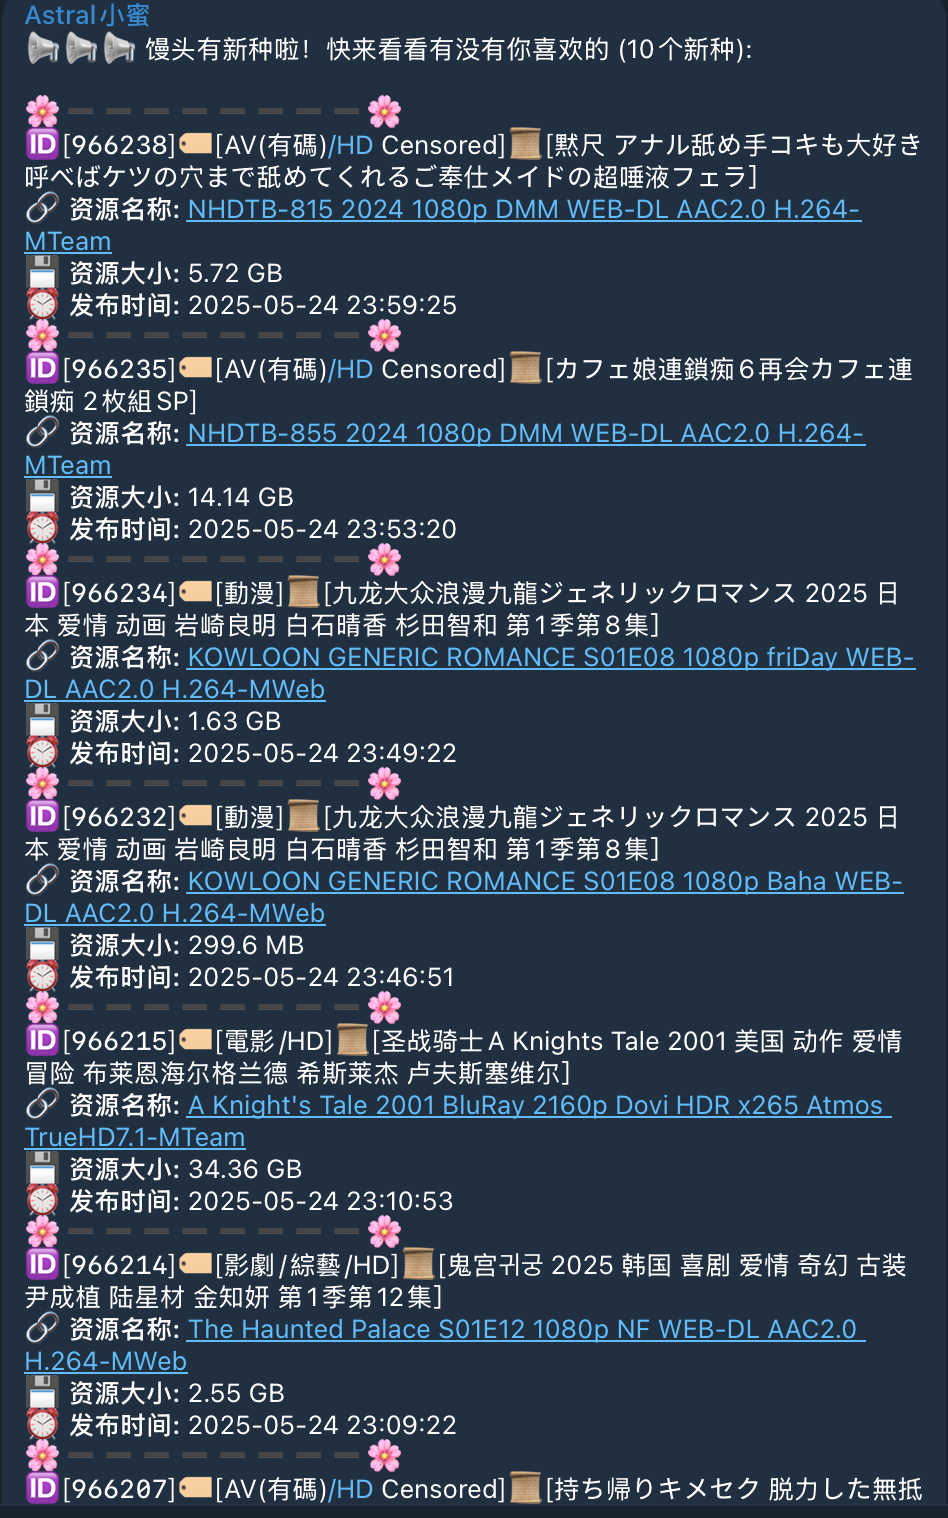 Astral小蜜
📢📢📢 馒头有新种啦！快来看看有没有你喜欢的 (10个新种):
🌸➖➖➖➖➖➖➖➖🌸
🆔[966238]🏷[AV(有碼)/HD Censored]📜[黙尺 アナル舐め手コキも大好き
呼べばケツの穴まで舐めてくれるご奉仕メイドの超唾液フェラ]
🔗 资源名称: NHDTB-815 2024 1080p DMM WEB-DL AAC2.0 H.264-
MTeam
💾 资源大小: 5.72 GB
⏰ 发布时间: 2025-05-24 23:59:25
🌸➖➖➖➖➖➖➖➖🌸
🆔[966235]🏷[AV(有碼)/HD Censored]📜[カフェ娘連鎖痴6再会カフェ連
鎖痴 2枚組SP]
🔗 资源名称: NHDTB-855 2024 1080p DMM WEB-DL AAC2.0 H.264-
MTeam
💾 资源大小: 14.14 GB
⏰ 发布时间: 2025-05-24 23:53:20
🌸➖➖➖➖➖➖➖➖🌸
🆔[966234]🏷[動漫]📜[九龙大众浪漫九龍ジェネリックロマンス 2025 日
本 爱情 动画 岩崎良明 白石晴香 杉田智和 第1季第8集]
🔗 资源名称: KOWLOON GENERIC ROMANCE S01E08 1080p friDay WEB-
DL AAC2.0 H.264-MWeb
💾 资源大小: 1.63 GB
⏰ 发布时间: 2025-05-24 23:49:22
🌸➖➖➖➖➖➖➖➖🌸
🆔[966232]🏷[動漫]📜[九龙大众浪漫九龍ジェネリックロマンス 2025 日
本 爱情 动画 岩崎良明 白石晴香 杉田智和 第1季第8集]
🔗 资源名称: KOWLOON GENERIC ROMANCE S01E08 1080p Baha WEB-
DL AAC2.0 H.264-MWeb
💾 资源大小: 299.6 MB
⏰ 发布时间: 2025-05-24 23:46:51
🌸➖➖➖➖➖➖➖➖🌸
🆔[966215]🏷[電影/HD]📜[圣战骑士A Knights Tale 2001 美国 动作 爱情
冒险 布莱恩海尔格兰德 希斯莱杰 卢夫斯塞维尔]
🔗 资源名称: A Knight's Tale 2001 BluRay 2160p Dovi HDR x265 Atmos
TrueHD7.1-MTeam
💾 资源大小: 34.36 GB
⏰ 发布时间: 2025-05-24 23:10:53
🌸➖➖➖➖➖➖➖➖🌸
🆔[966214]🏷[影劇/綜藝/HD]📜[鬼宫귀궁 2025 韩国 喜剧 爱情 奇幻 古装
尹成植 陆星材 金知妍 第1季第12集]
🔗 资源名称: The Haunted Palace S01E12 1080p NF WEB-DL AAC2.0
H.264-MWeb
💾 资源大小: 2.55 GB
⏰ 发布时间: 2025-05-24 23:09:22
🌸➖➖➖➖➖➖➖➖🌸
🆔[966207]🏷[AV(有碼)/HD Censored]📜[持ち帰りキメセク 脱力した無抵